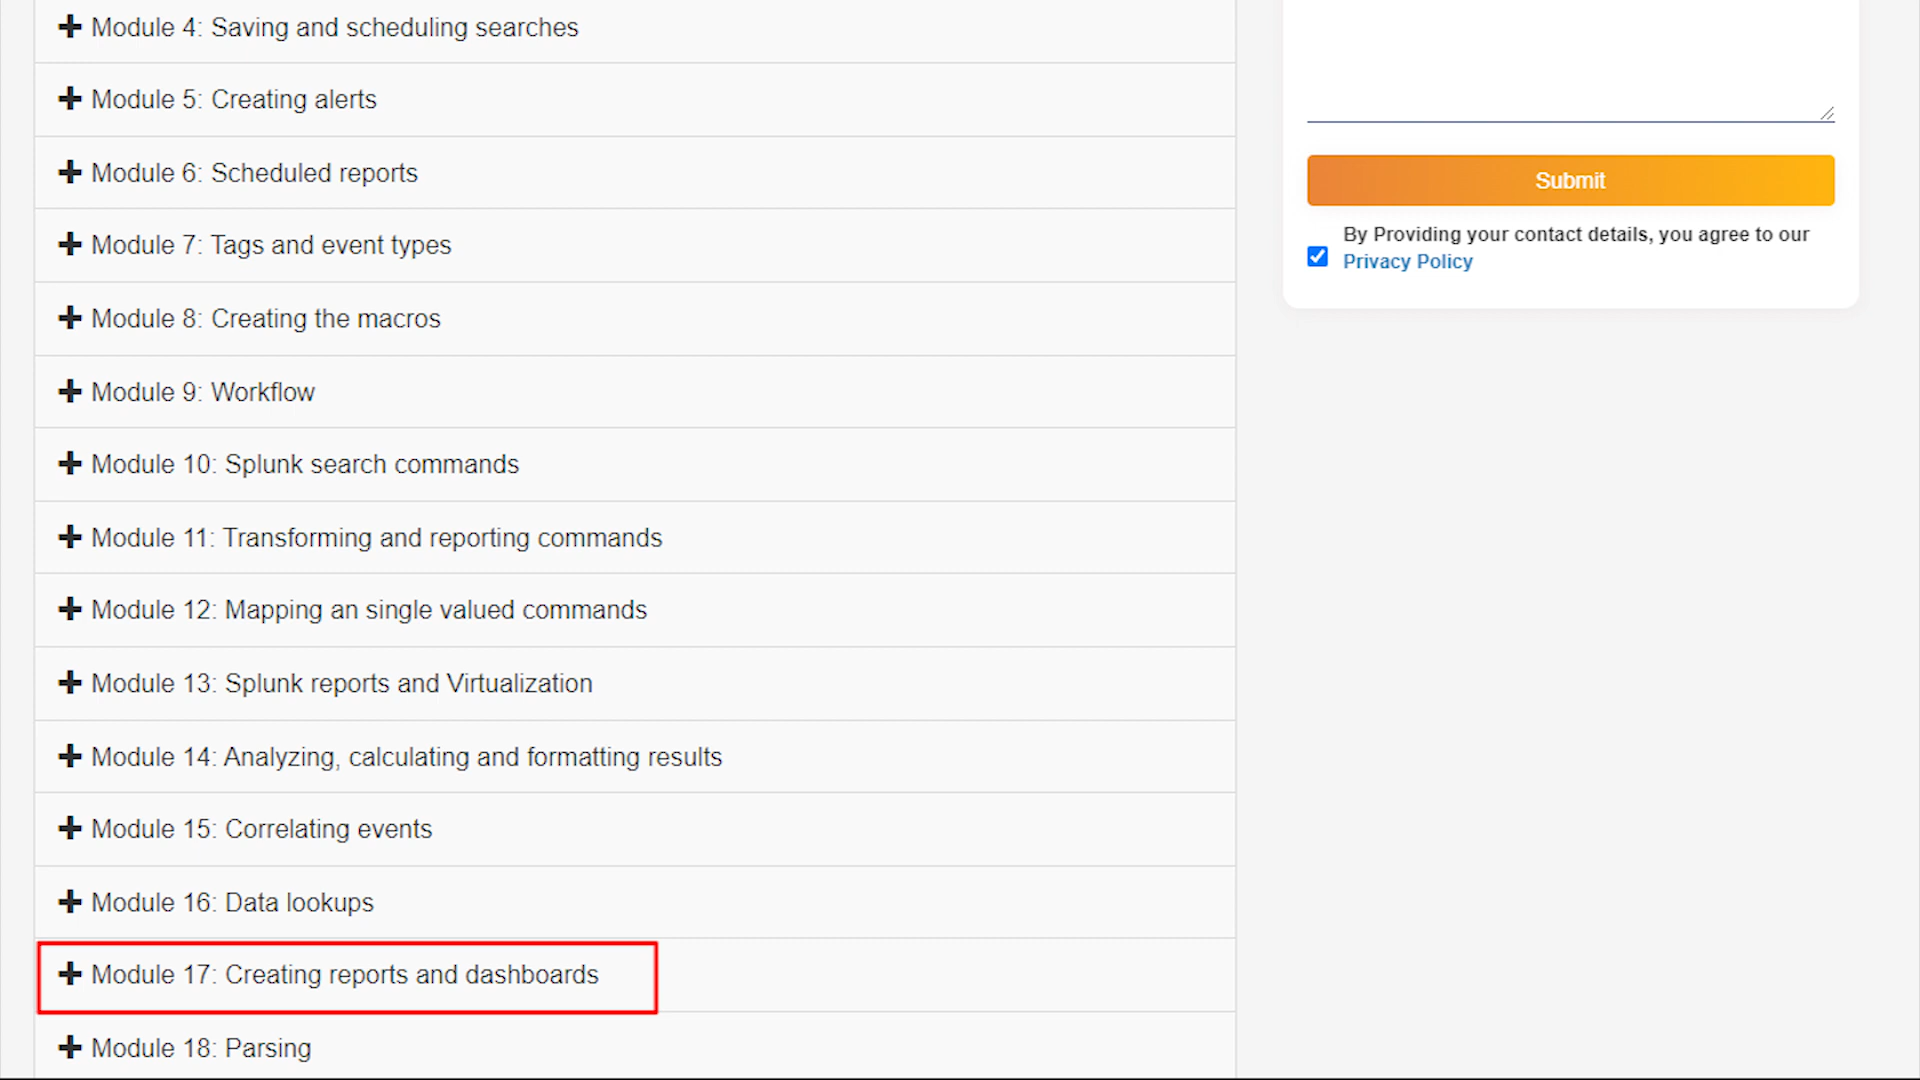 Module 4: Saving and scheduling searches
Module 5: Creating alerts
Module 6: Scheduled reports
Module 7: Tags and event types
Module 8: Creating the macros
Module 9: Workflow
Module 10: Splunk search commands
Module 11: Transforming and reporting commands
Module 12: Mapping an single valued commands
Module 13: Splunk reports and Virtualization
Module 14: Analyzing, calculating and formatting results
Module 15: Correlating events
Module 16: Data lookups
Module 17: Creating reports and dashboards
Module 18: Parsing
Submit
By Providing your contact details, you agree to our
Privacy Policy